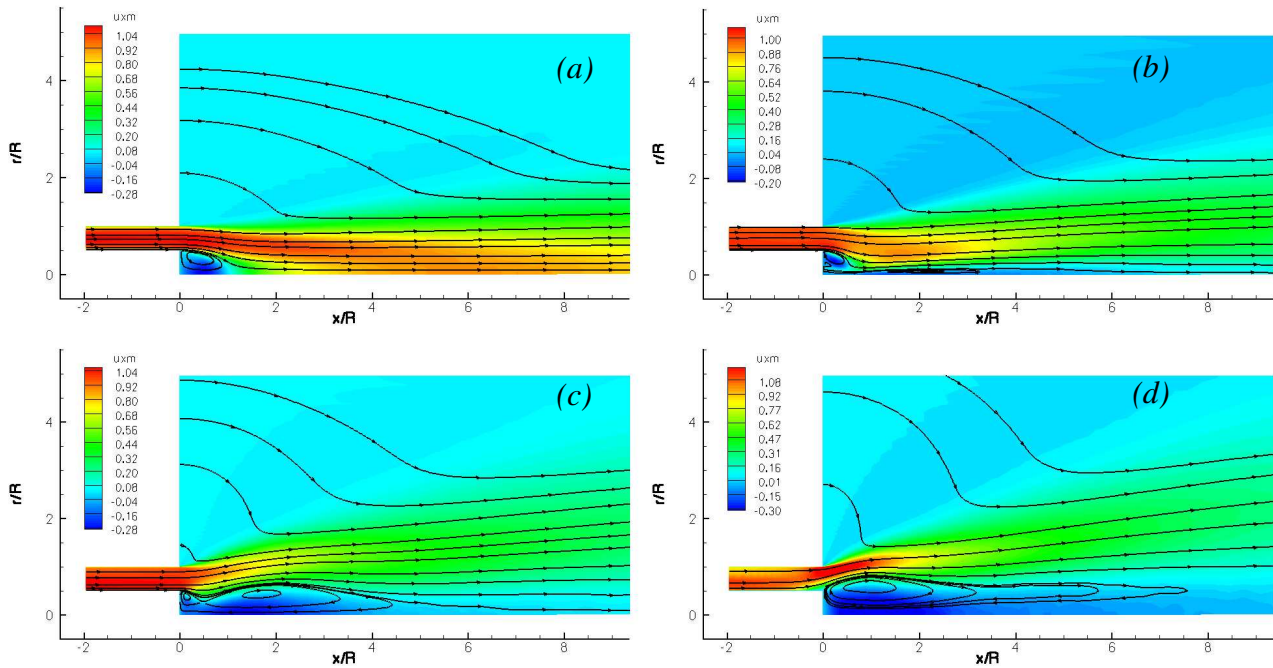 uxm
1.04
0.92
0.80
0.68
0.56
0.44
0.32
0.20
0.08
-0.04
-0.16
-0.28
(a)
r/R
4
2
0
-2 0 2 4 6 8
x/R
uxm
1.00
0.88
0.76
0.64
0.52
0.40
0.28
0.16
0.04
-0.08
-0.20
(b)
r/R
4
2
0
-2 0 2 4 6 8
x/R
uxm
1.04
0.92
0.80
0.68
0.56
0.44
0.32
0.20
0.08
-0.04
-0.16
-0.28
(c)
r/R
4
2
0
-2 0 2 4 6 8
x/R
uxm
1.08
0.92
0.77
0.62
0.47
0.31
0.16
0.01
-0.15
-0.30
(d)
r/R
4
2
0
-2 0 2 4 6 8
x/R